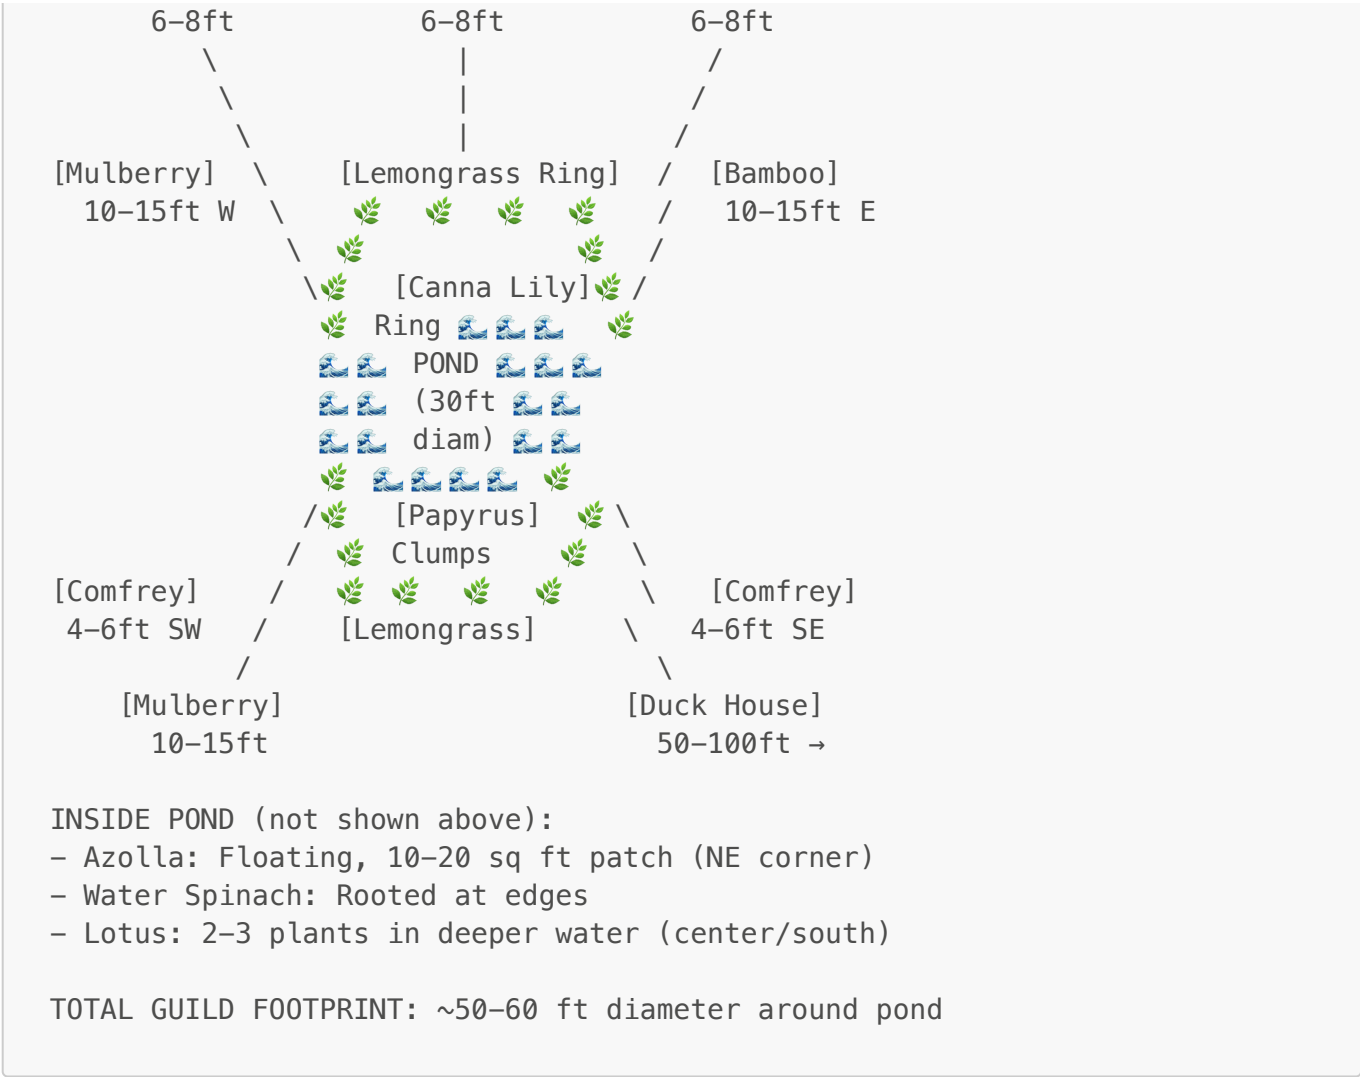 6–8ft 6–8ft 6–8ft
\ | /
\ | /
\ | /
[Mulberry] \ [Lemongrass Ring] / [Bamboo]
10–15ft W \ 🌿 🌿 🌿 🌿 / 10–15ft E
\ 🌿 🌿 /
\🌿 [Canna Lily]🌿 /
🌿 Ring 🌊🌊🌊 🌿
🌊🌊 POND 🌊🌊🌊
🌊🌊 (30ft 🌊🌊
🌊🌊 diam) 🌊🌊
🌿 🌊🌊🌊🌊 🌿
/🌿 [Papyrus] 🌿 \
/ 🌿 Clumps 🌿 \
[Comfrey] / 🌿 🌿 🌿 🌿 \ [Comfrey]
4–6ft SW / [Lemongrass] \ 4–6ft SE
/ \
[Mulberry] [Duck House]
10–15ft 50–100ft →
INSIDE POND (not shown above):
– Azolla: Floating, 10–20 sq ft patch (NE corner)
– Water Spinach: Rooted at edges
– Lotus: 2–3 plants in deeper water (center/south)
TOTAL GUILD FOOTPRINT: ~50–60 ft diameter around pond